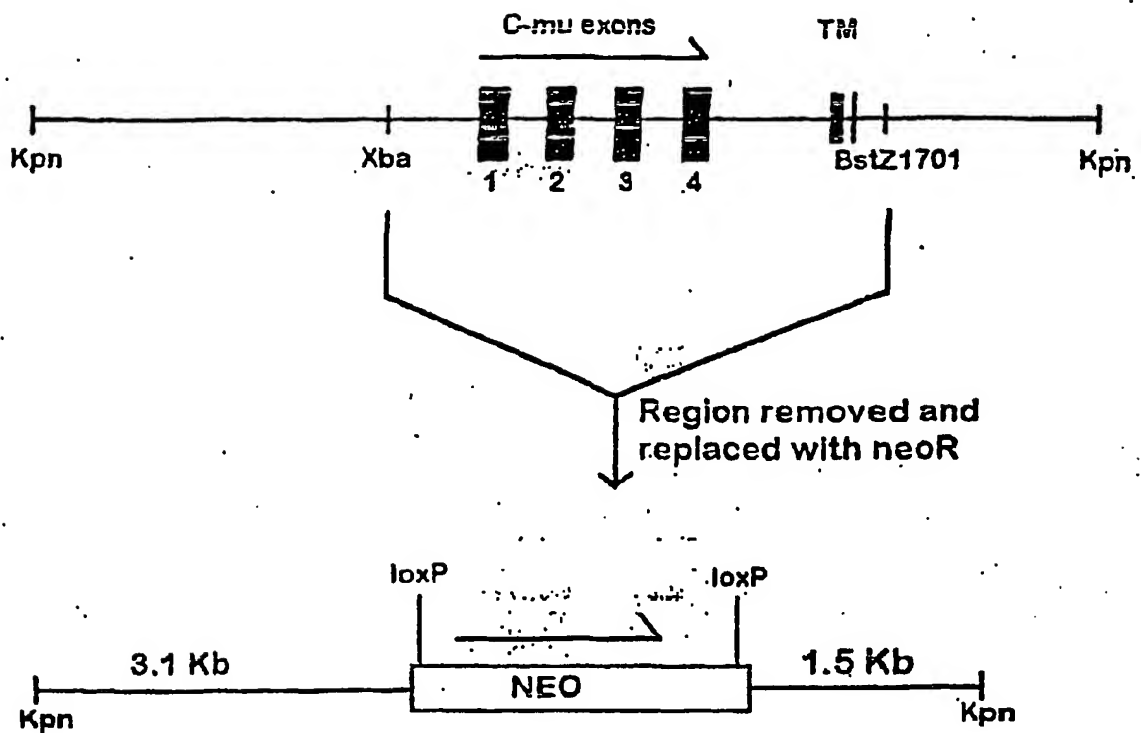 C-mu exons TM
Kpn Xba BstZ1701 Kpn
1 2 3 4
Region removed and
replaced with neoR
loxP loxP
3.1 Kb NEO 1.5 Kb
Kpn Kpn